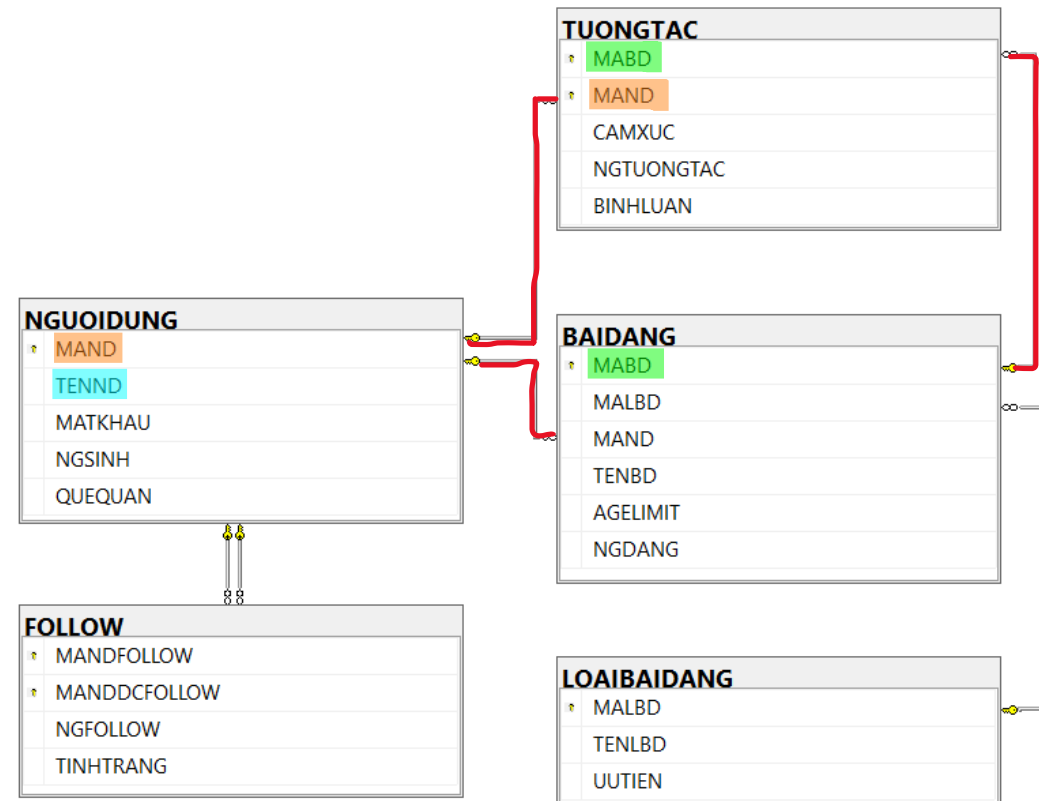 TUONGTAC
MABD
MAND
CAMXUC
NGTUONGTAC
BINHLUAN
NGUOIDUNG
MAND
TENND
MATKHAU
NGSINH
QUEQUAN
BAIDANG
MABD
MALBD
MAND
TENBD
AGELIMIT
NGDANG
FOLLOW
MANDFOLLOW
MANDDCFOLLOW
NGFOLLOW
TINHTRANG
LOAIBAIDANG
MALBD
TENLBD
UUTIEN